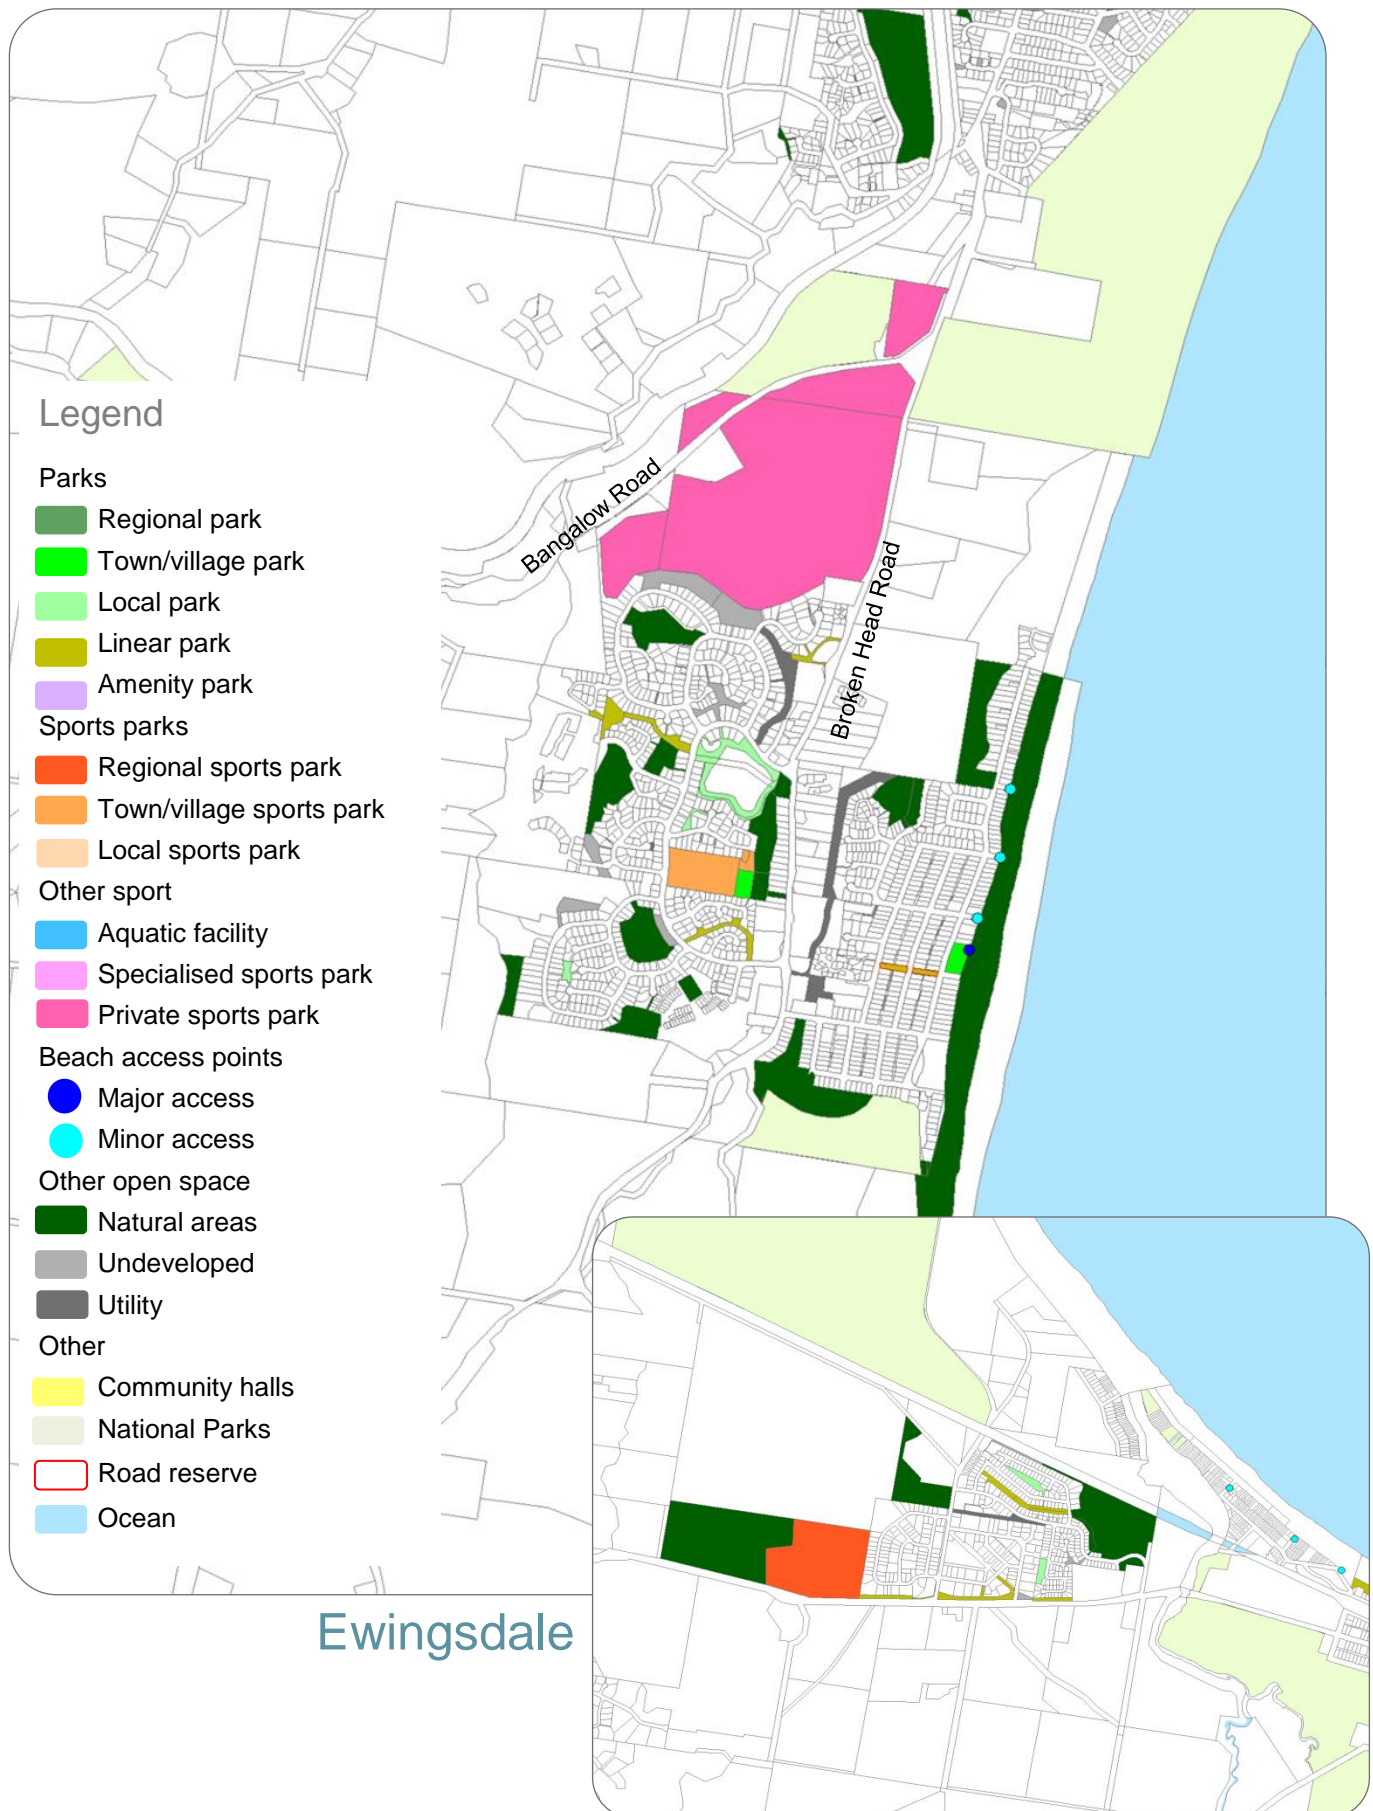 Legend
Parks
Regional park
Town/village park
Local park
Linear park
Amenity park
Sports parks
Regional sports park
Town/village sports park
Local sports park
Other sport
Aquatic facility
Specialised sports park
Private sports park
Beach access points
Major access
Minor access
Other open space
Natural areas
Undeveloped
Utility
Other
Community halls
National Parks
Road reserve
Ocean
Bangalow Road
Broken Head Road
Ewingsdale